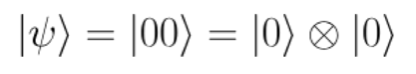 |ψ⟩ = |00⟩ = |0⟩ ⊗ |0⟩